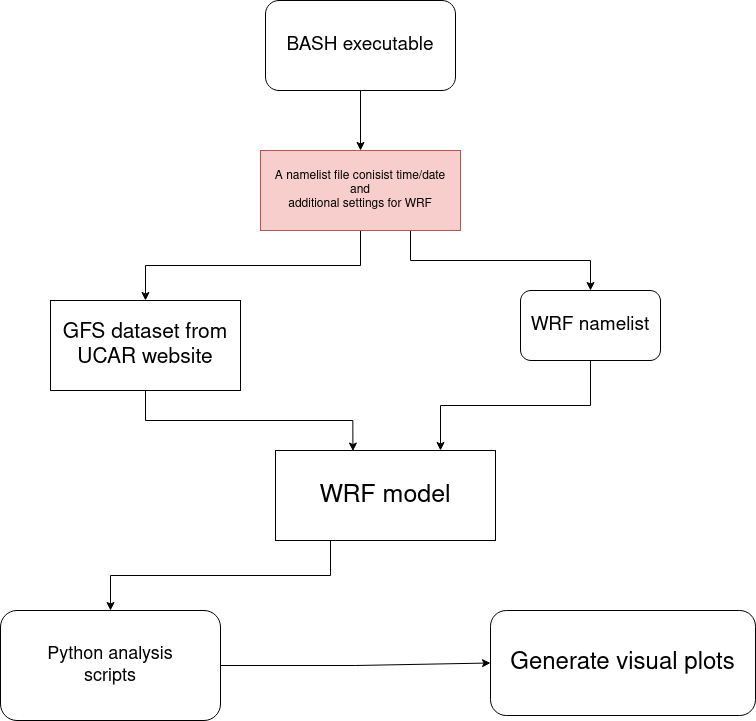 BASH executable
A namelist file conisist time/date
and
additional settings for WRF
GFS dataset from
UCAR website
WRF namelist
WRF model
Python analysis
scripts
Generate visual plots